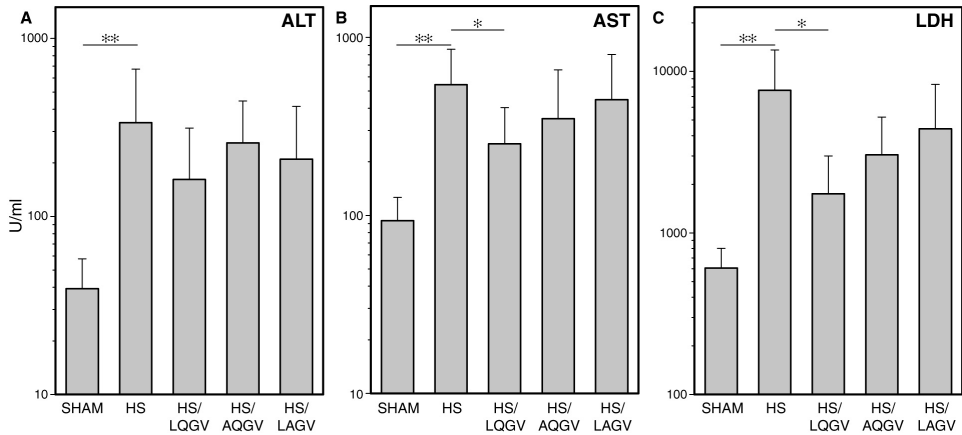 A
ALT
**
1000
100
10
U/ml
SHAM
HS
HS/
LQGV
HS/
AQGV
HS/
LAGV
B
AST
**
*
1000
100
10
SHAM
HS
HS/
LQGV
HS/
AQGV
HS/
LAGV
C
LDH
**
*
10000
1000
100
SHAM
HS
HS/
LQGV
HS/
AQGV
HS/
LAGV